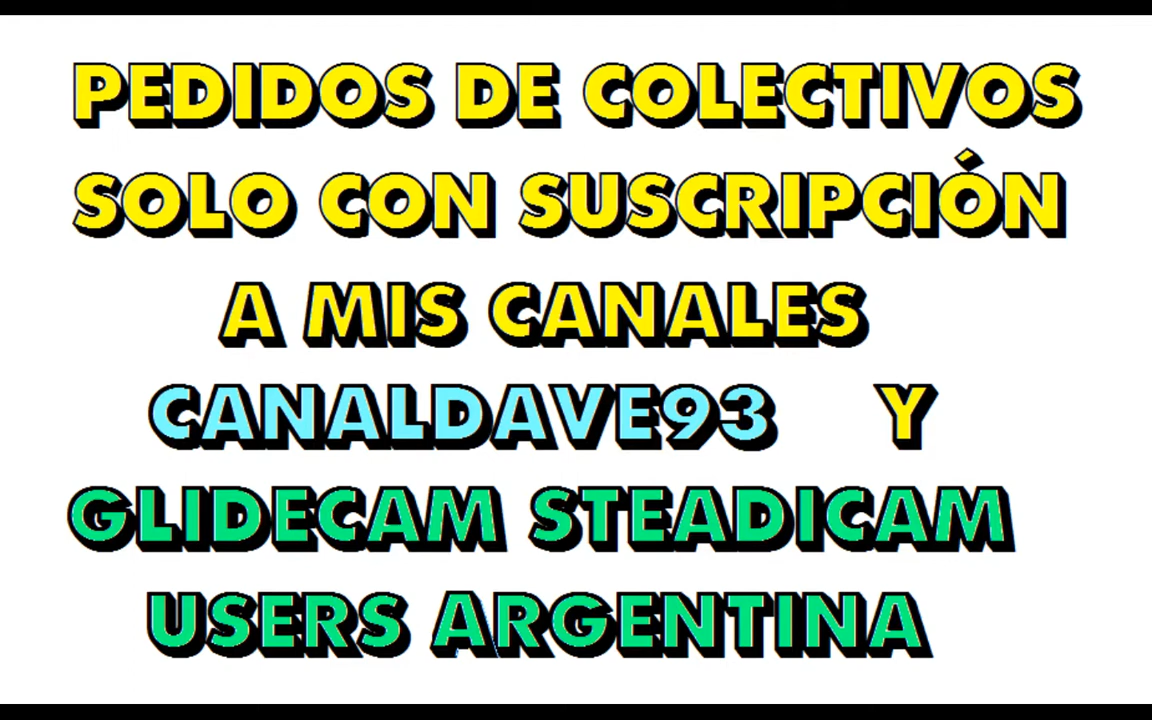 PEDIDOS DE COLECTIVOS
SOLO CON SUSCRIPCIÓN
A MIS CANALES
CANALDAVE93 Y
GLIDECAM STEADICAM
USERS ARGENTINA